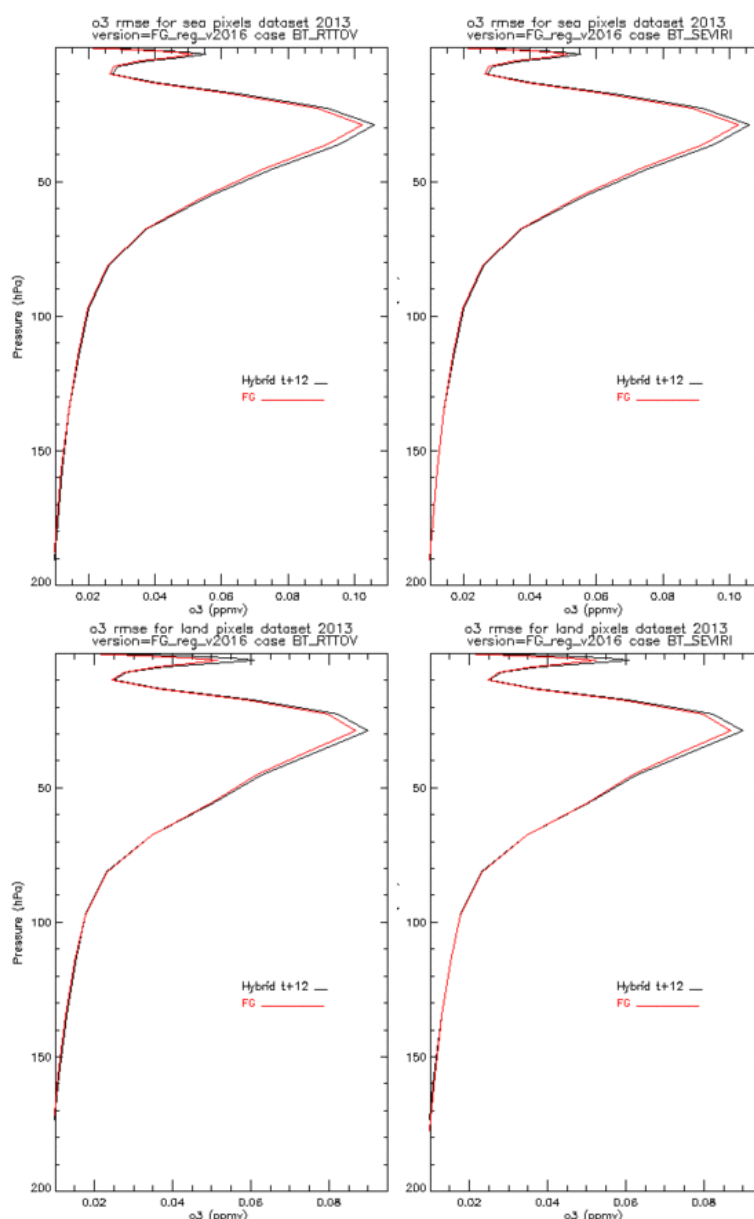 o3 rmse for sea pixels dataset 2013
version=FG_reg_v2016 case BT_RTTOV
50
100
150
200
Pressure (hPa)
Hybrid t+12
FG
0.02 0.04 0.06 0.08 0.10
o3 (ppmv)
o3 rmse for sea pixels dataset 2013
version=FG_reg_v2016 case BT_SEVIRI
50
100
150
200
Hybrid t+12
FG
0.02 0.04 0.06 0.08 0.10
o3 (ppmv)
o3 rmse for land pixels dataset 2013
version=FG_reg_v2016 case BT_RTTOV
50
100
150
200
Pressure (hPa)
Hybrid t+12
FG
0.02 0.04 0.06 0.08
o3 (ppmv)
o3 rmse for land pixels dataset 2013
version=FG_reg_v2016 case BT_SEVIRI
50
100
150
200
Hybrid t+12
FG
0.02 0.04 0.06 0.08
o3 (ppmv)